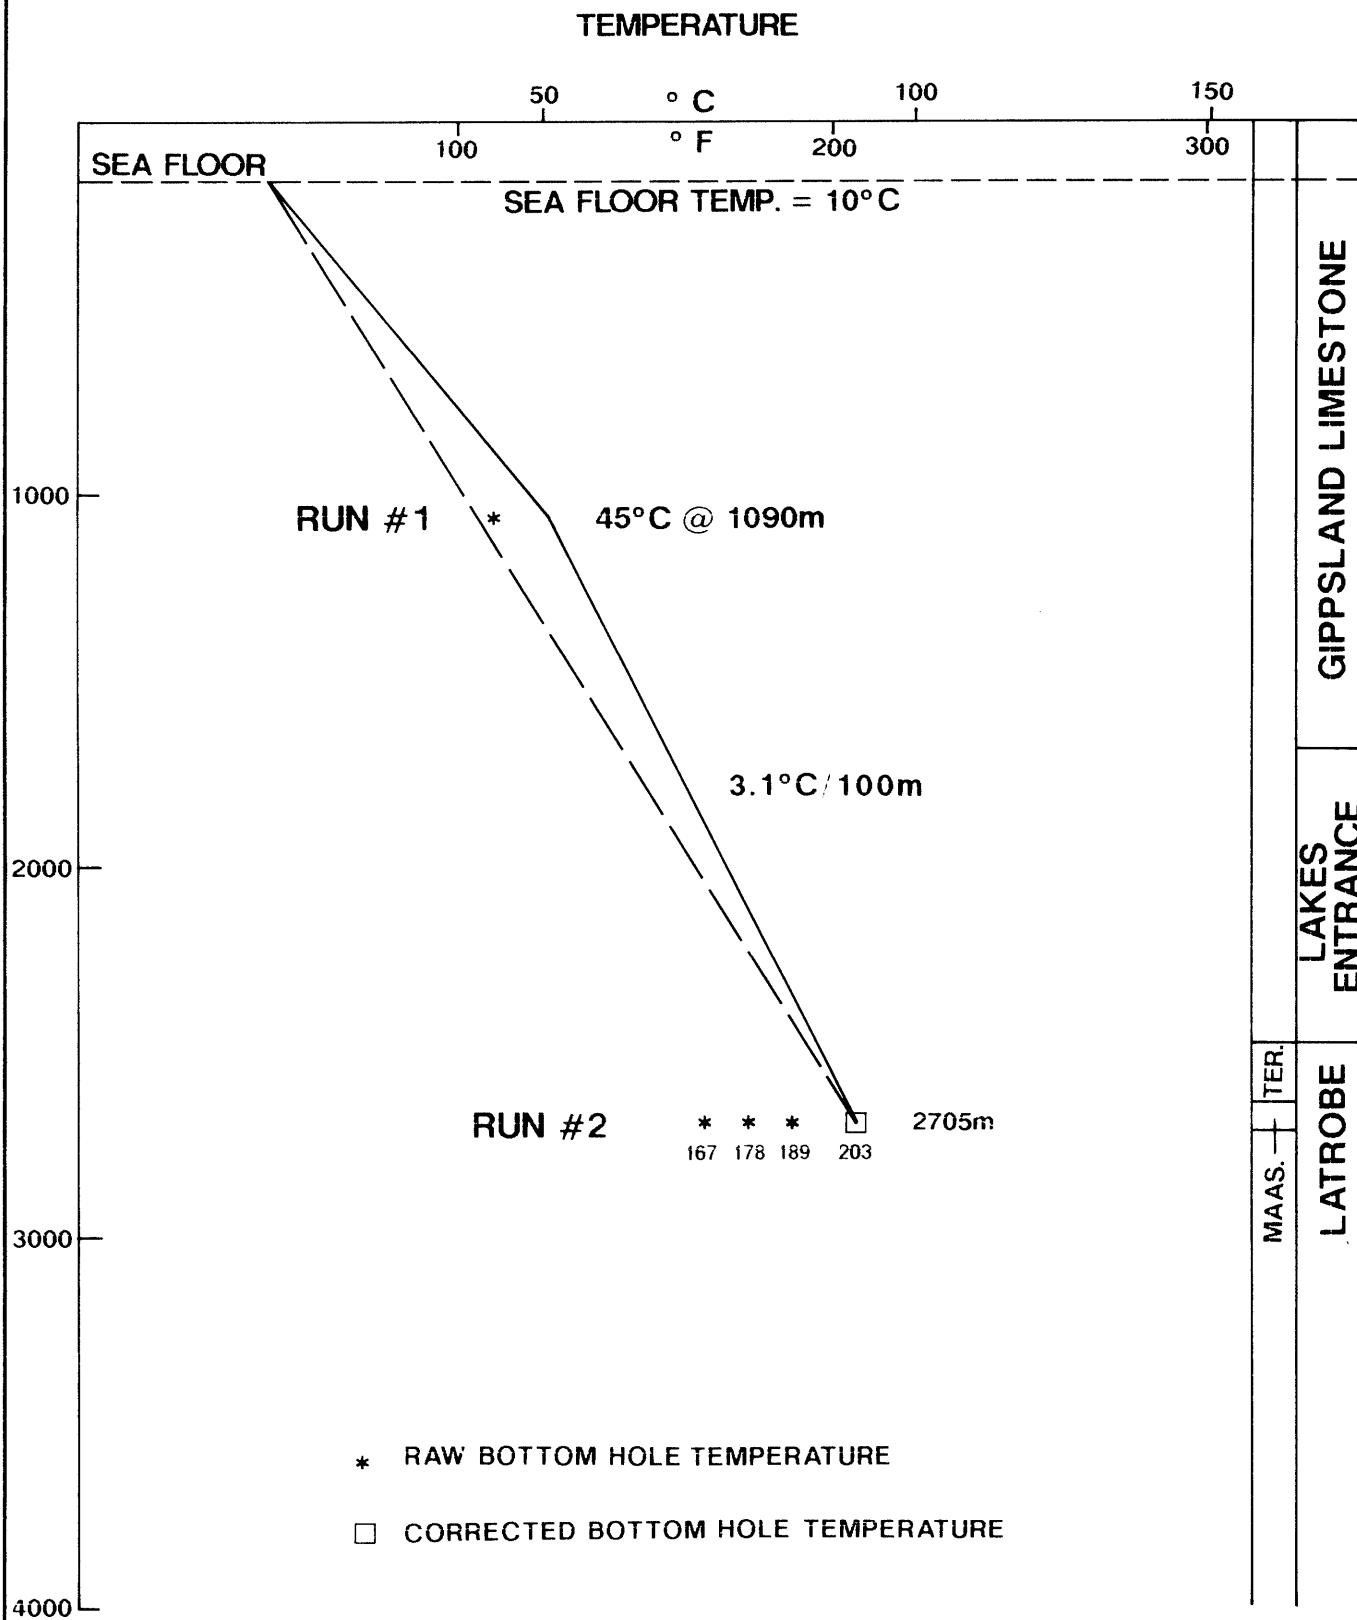 TEMPERATURE
50 ° C 100 150
100 ° F 200 300
SEA FLOOR
SEA FLOOR TEMP. = 10°C
1000
RUN #1 * 45°C @ 1090m
3.1°C/100m
2000
RUN #2 * * * 2705m
167 178 189 203
3000
* RAW BOTTOM HOLE TEMPERATURE
□ CORRECTED BOTTOM HOLE TEMPERATURE
4000
TER.
MAAS.
GIPPSLAND LIMESTONE
LAKES
ENTRANCE
LATROBE